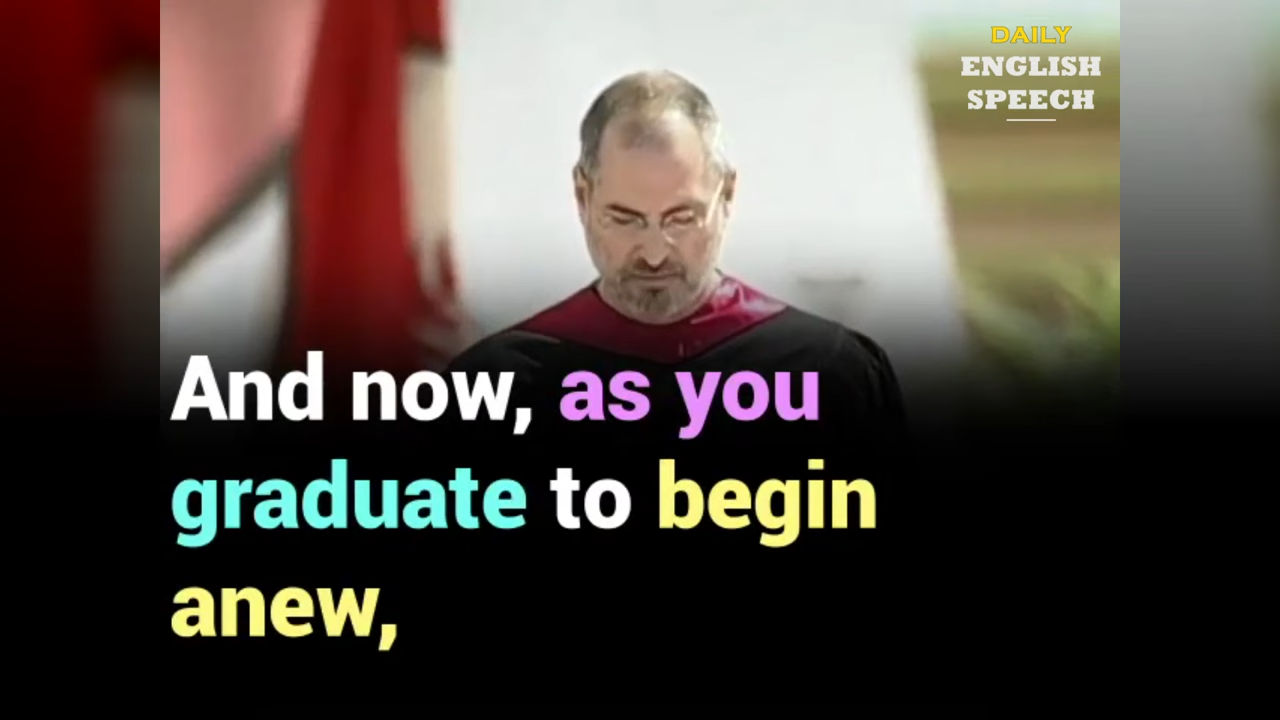 DAILY
ENGLISH
SPEECH
And now, as you
graduate to begin
anew,